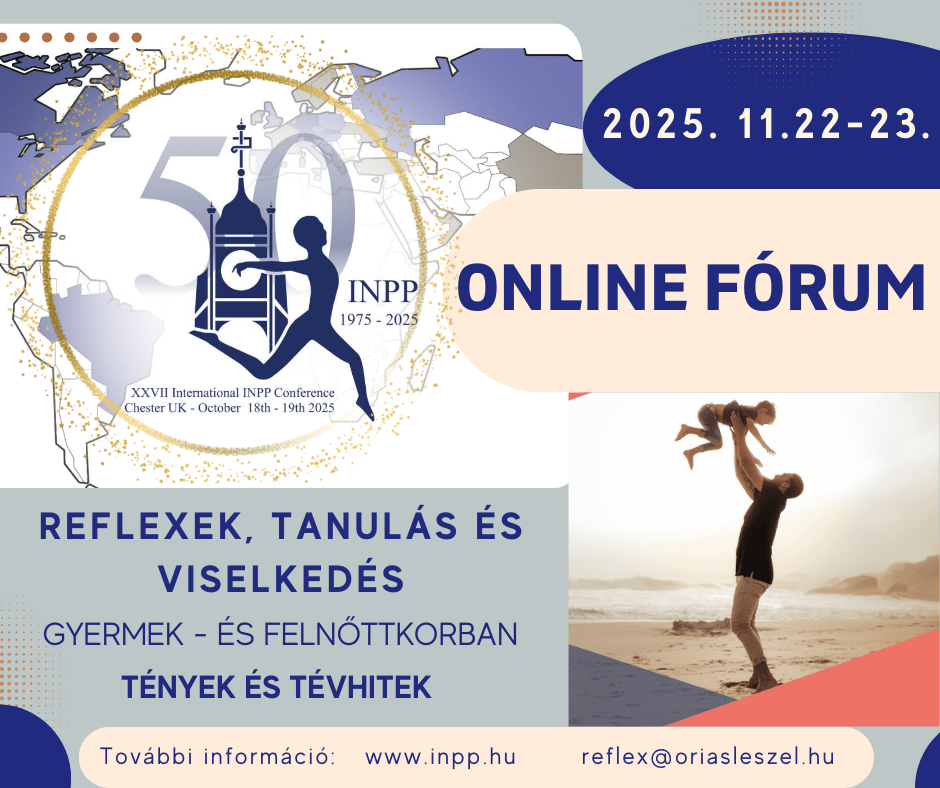 2025. 11.22-23.
ONLINE FÓRUM
50
INPP
1975 - 2025
XXVII International INPP Conference
Chester UK - October 18th - 19th 2025
REFLEXEK, TANULÁS ÉS
VISELKEDÉS
GYERMEK - ÉS FELNŐTTKORBAN
TÉNYEK ÉS TÉVHITEK
További információ: www.inpp.hu reflex@oriasleszel.hu